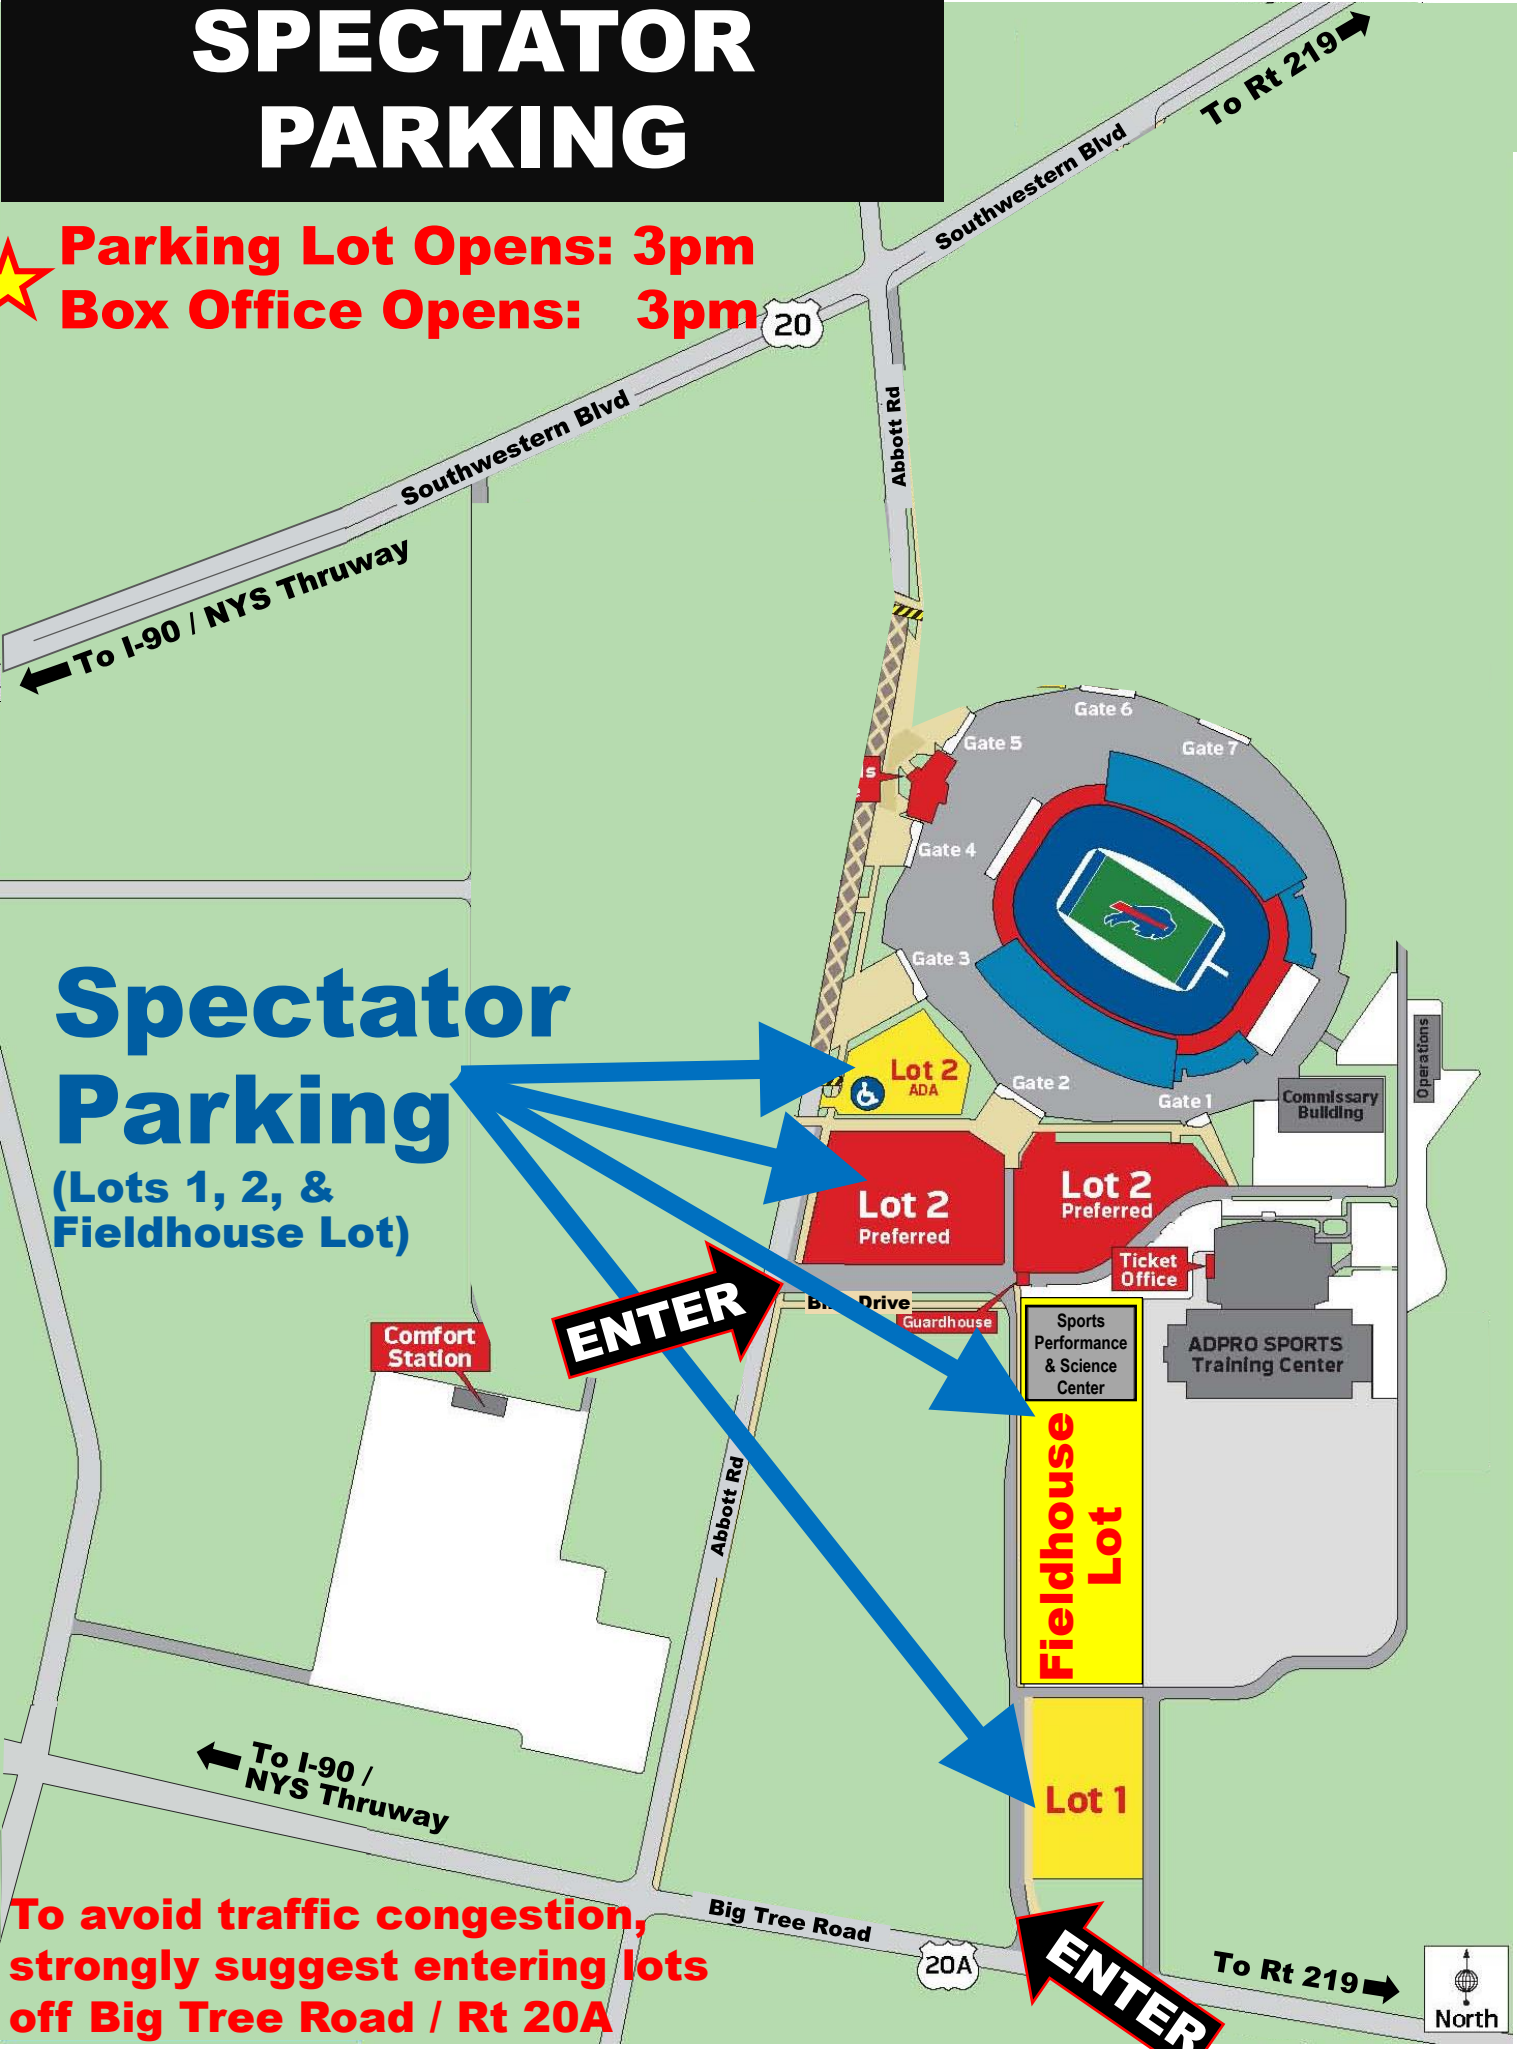 SPECTATOR
PARKING
To Rt 219
Southwestern Blvd
Parking Lot Opens: 3pm
Box Office Opens: 3pm
20
Abbott Rd
Southwestern Blvd
To I-90 / NYS Thruway
Gate 6
Gate 5
Gate 7
Gate 4
Gate 3
Spectator
Parking
(Lots 1, 2, &
Fieldhouse Lot)
Operations
Lot 2
ADA
Gate 2
Gate 1
Commissary
Building
Lot 2
Preferred
Lot 2
Preferred
Ticket
Office
ENTER
Drive
Guardhouse
Sports
Performance
& Science
Center
ADPRO SPORTS
Training Center
Comfort
Station
Fieldhouse
Lot
Abbott Rd
To I-90 /
NYS Thruway
Lot 1
To avoid traffic congestion,
strongly suggest entering lots
off Big Tree Road / Rt 20A
Big Tree Road
20A
ENTER
To Rt 219
North